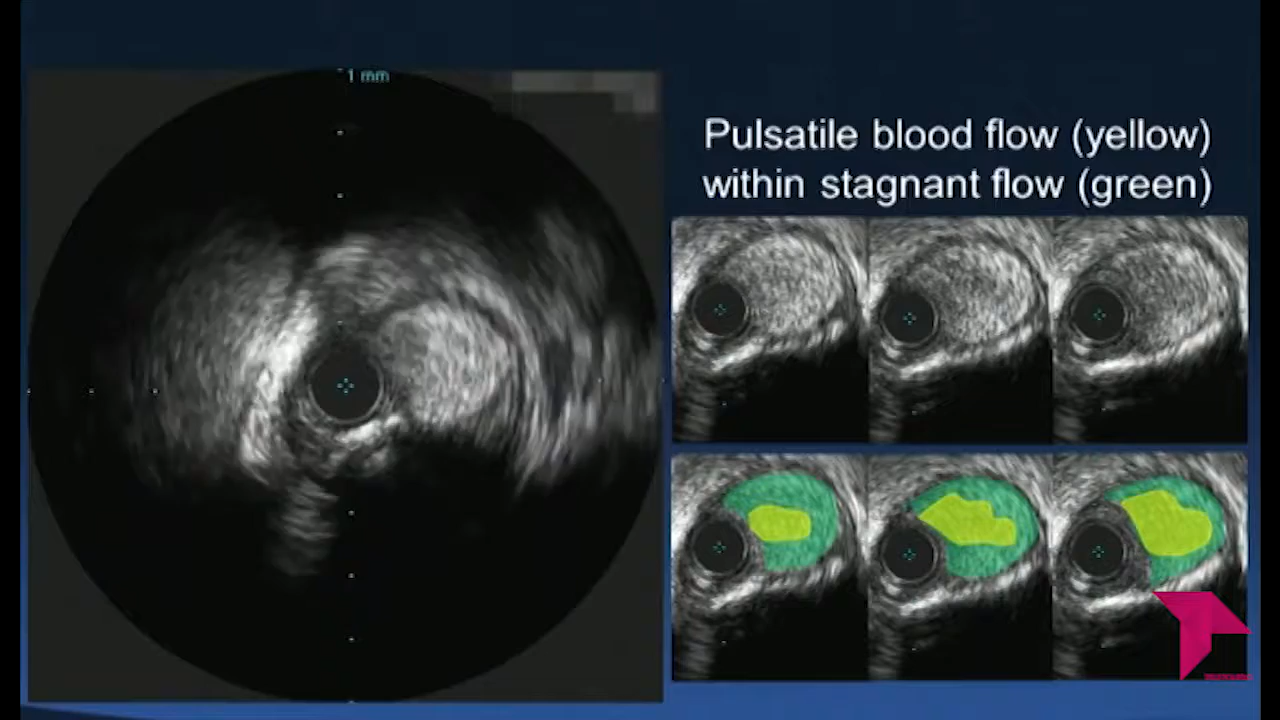 1 mm
Pulsatile blood flow (yellow)
within stagnant flow (green)